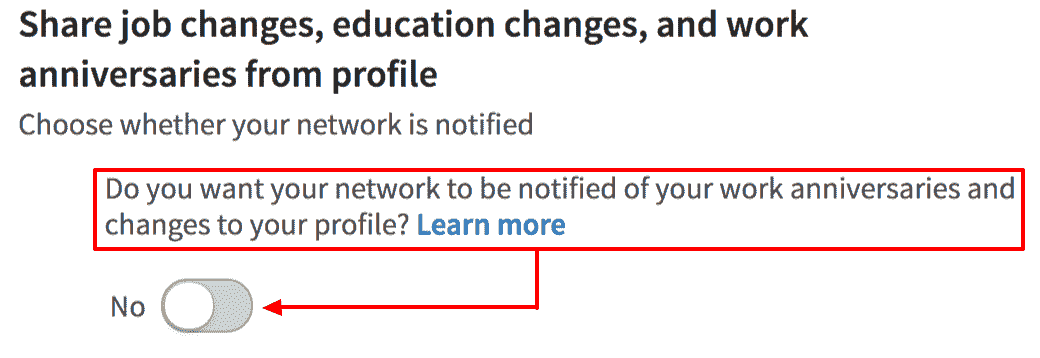 Share job changes, education changes, and work
anniversaries from profile
Choose whether your network is notified
Do you want your network to be notified of your work anniversaries and
changes to your profile? Learn more
No